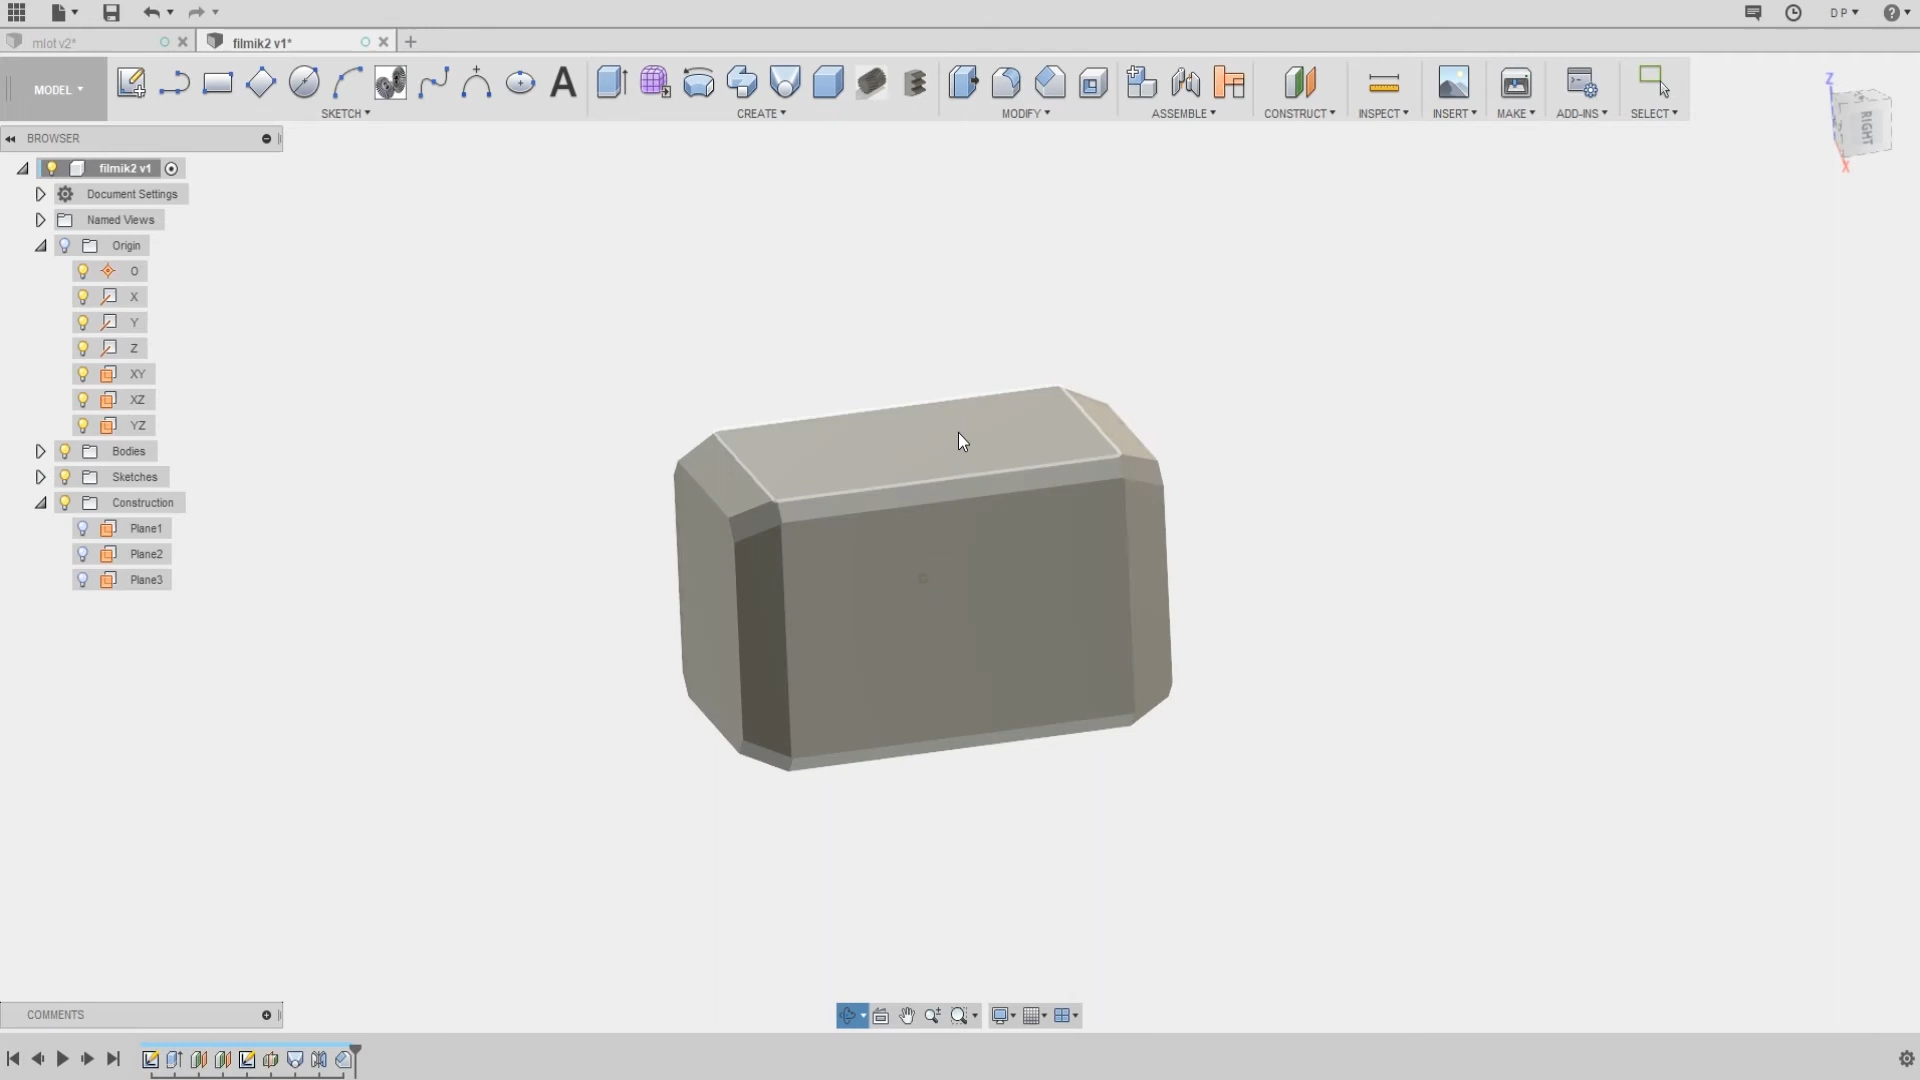 D P
mlot v2*
filmik2 v1*
MODEL
SKETCH
CREATE
MODIFY
ASSEMBLE
CONSTRUCT
INSPECT
INSERT
MAKE
ADD-INS
SELECT
BROWSER
filmik2 v1
Document Settings
Named Views
Origin
O
X
Y
Z
XY
XZ
YZ
Bodies
Sketches
Construction
Plane1
Plane2
Plane3
Z
RIGHT
X
COMMENTS